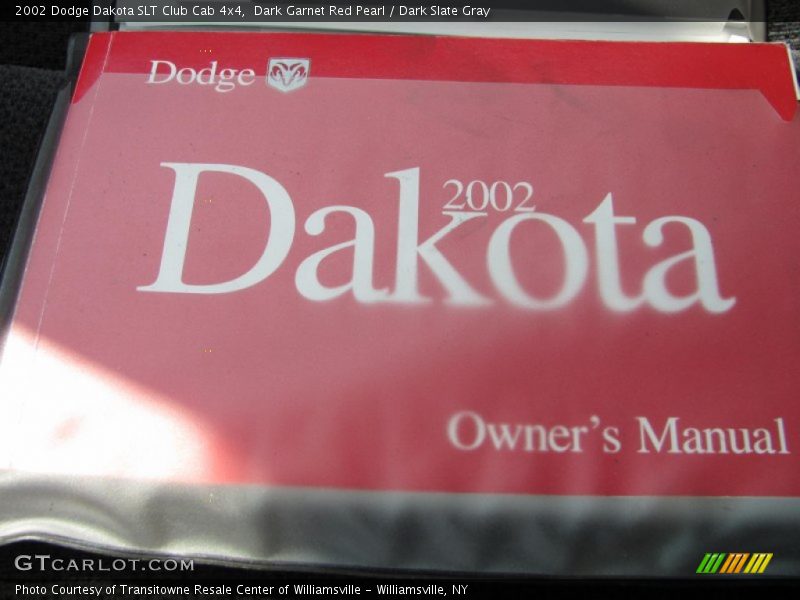 2002 Dodge Dakota SLT Club Cab 4x4,  Dark Garnet Red Pearl / Dark Slate Gray
Dodge
2002
Dakota
Owner's Manual
GTCARLOT.COM
Photo Courtesy of Transitowne Resale Center of Williamsville - Williamsville, NY